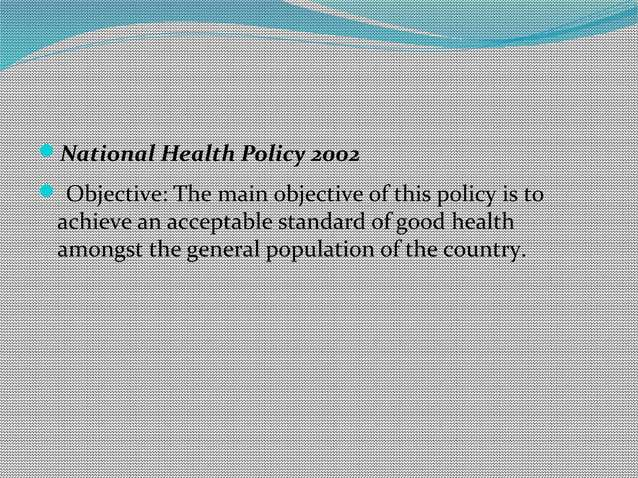 National Health Policy 2002
Objective: The main objective of this policy is to
achieve an acceptable standard of good health
amongst the general population of the country.